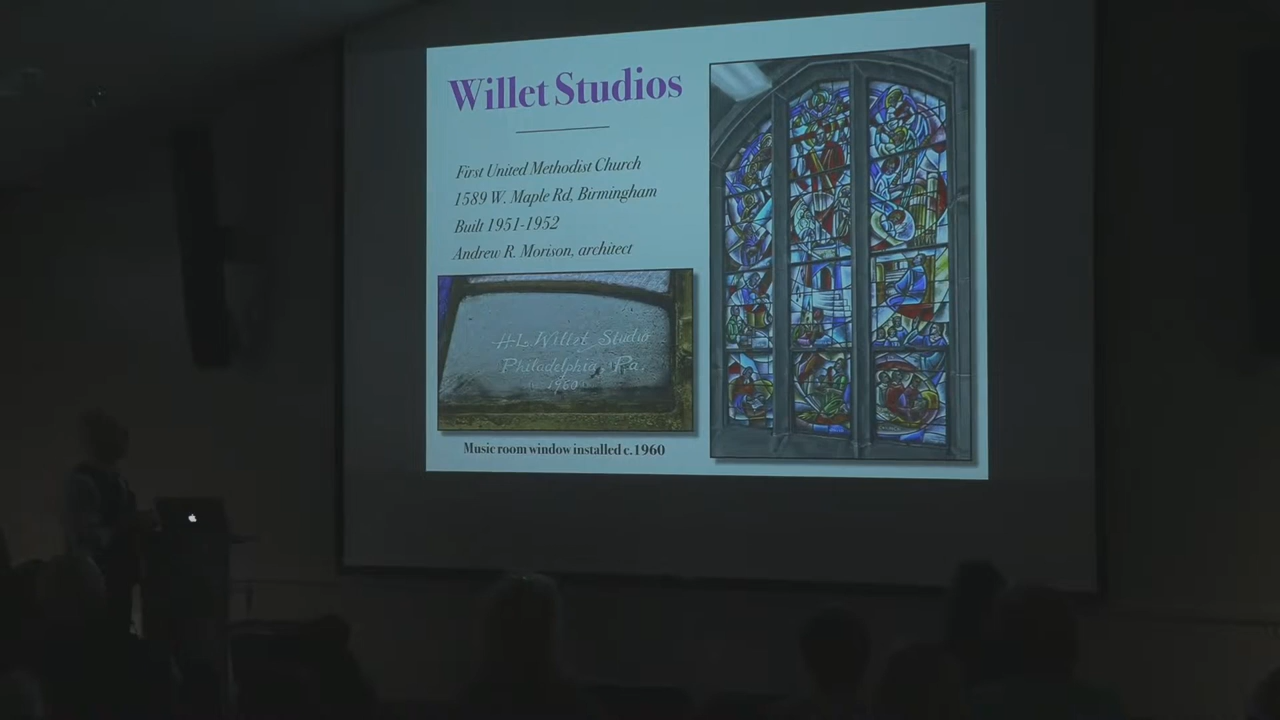 Willet Studios
First United Methodist Church
1589 W. Maple Rd, Birmingham
Built 1951-1952
Andrew R. Morison, architect
H.L. Willet Studio
Philadelphia, Pa.
1960
Music room window installed c. 1960